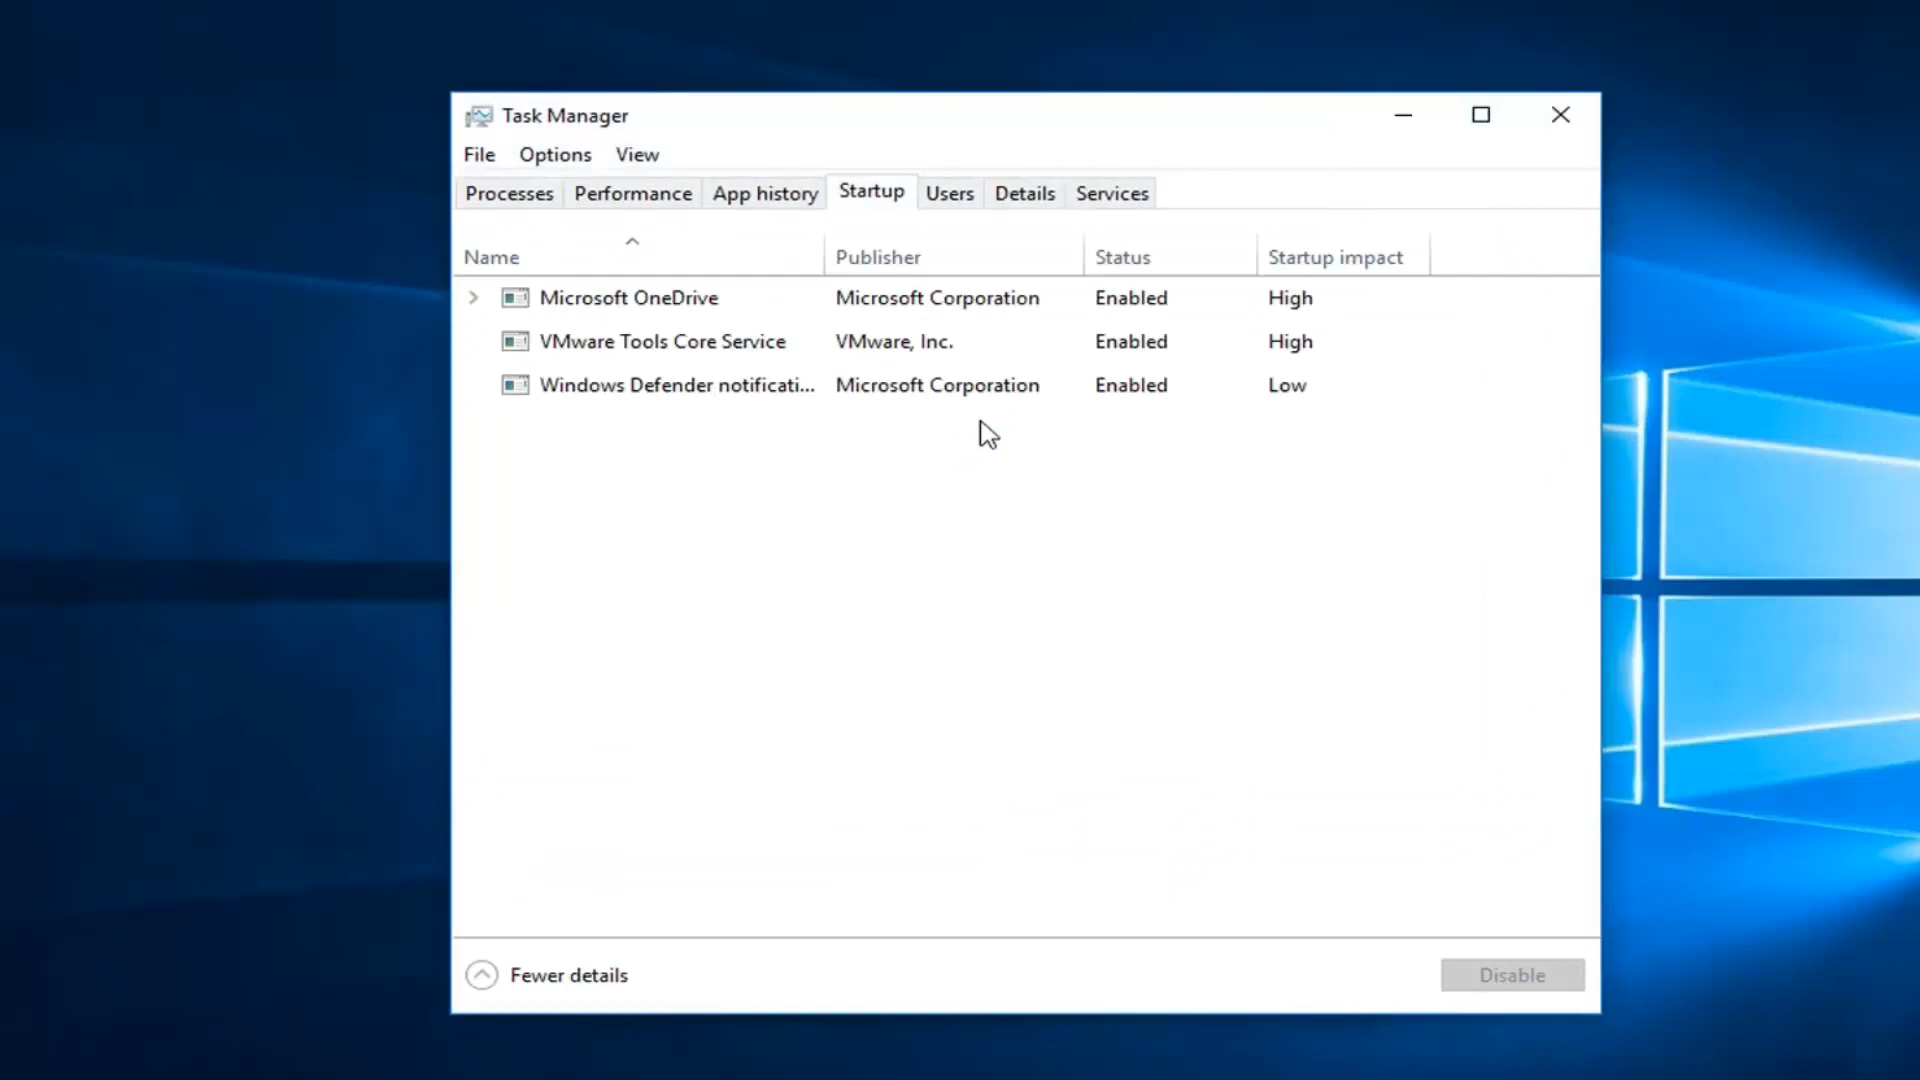 Task Manager
File Options View
Processes Performance App history Startup Users Details Services
Name Publisher Status Startup impact
Microsoft OneDrive Microsoft Corporation Enabled High
VMware Tools Core Service VMware, Inc. Enabled High
Windows Defender notificati... Microsoft Corporation Enabled Low
Fewer details Disable